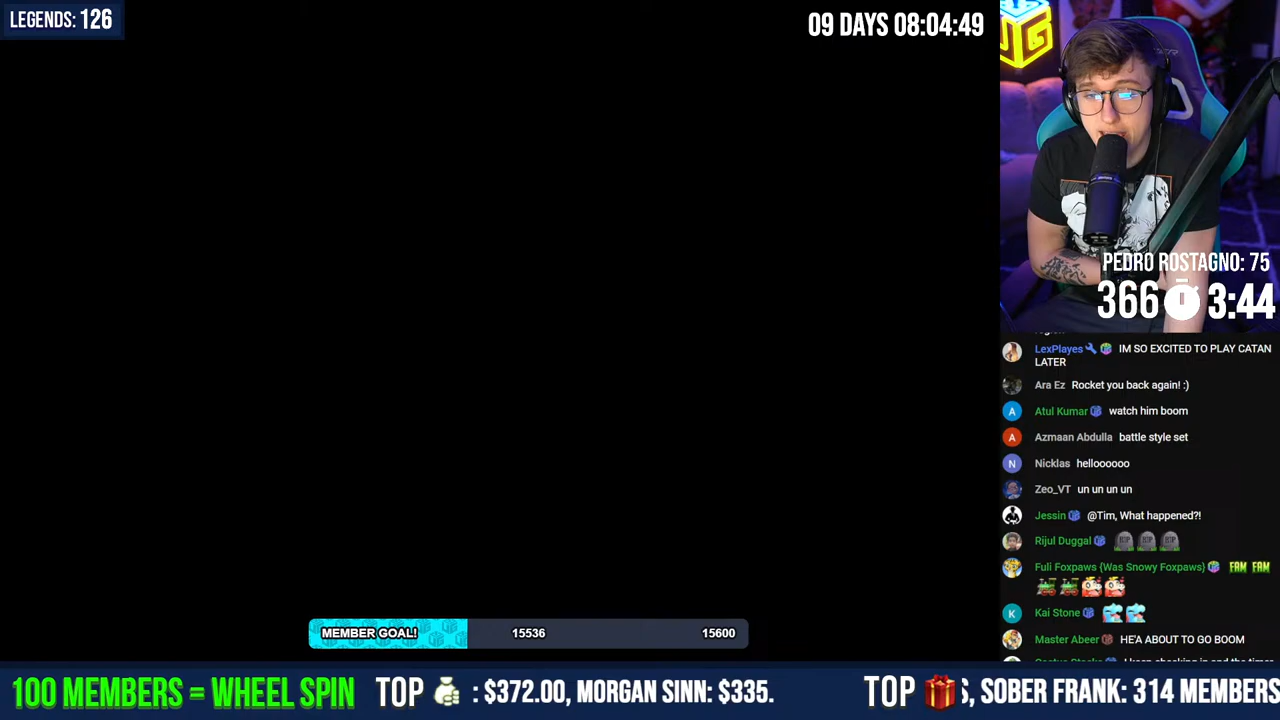 LEGENDS: 126
09 DAYS 08:04:49
UG
PEDRO ROSTAGNO: 75
366 3:44
LexPlayes IM SO EXCITED TO PLAY CATAN
LATER
Ara Ez Rocket you back again! :)
A Atul Kumar watch him boom
A Azmaan Abdulla battle style set
N Nicklas helloooooo
Zeo_VT un un un un
Jessin @Tim, What happened?!
Rijul Duggal RIP RIP RIP
Fuli Foxpaws {Was Snowy Foxpaws} FAM FAM
K Kai Stone
Master Abeer HE'A ABOUT TO GO BOOM
MEMBER GOAL! 15536 15600
100 MEMBERS = WHEEL SPIN TOP : $372.00, MORGAN SINN: $335. TOP , SOBER FRANK: 314 MEMBERS